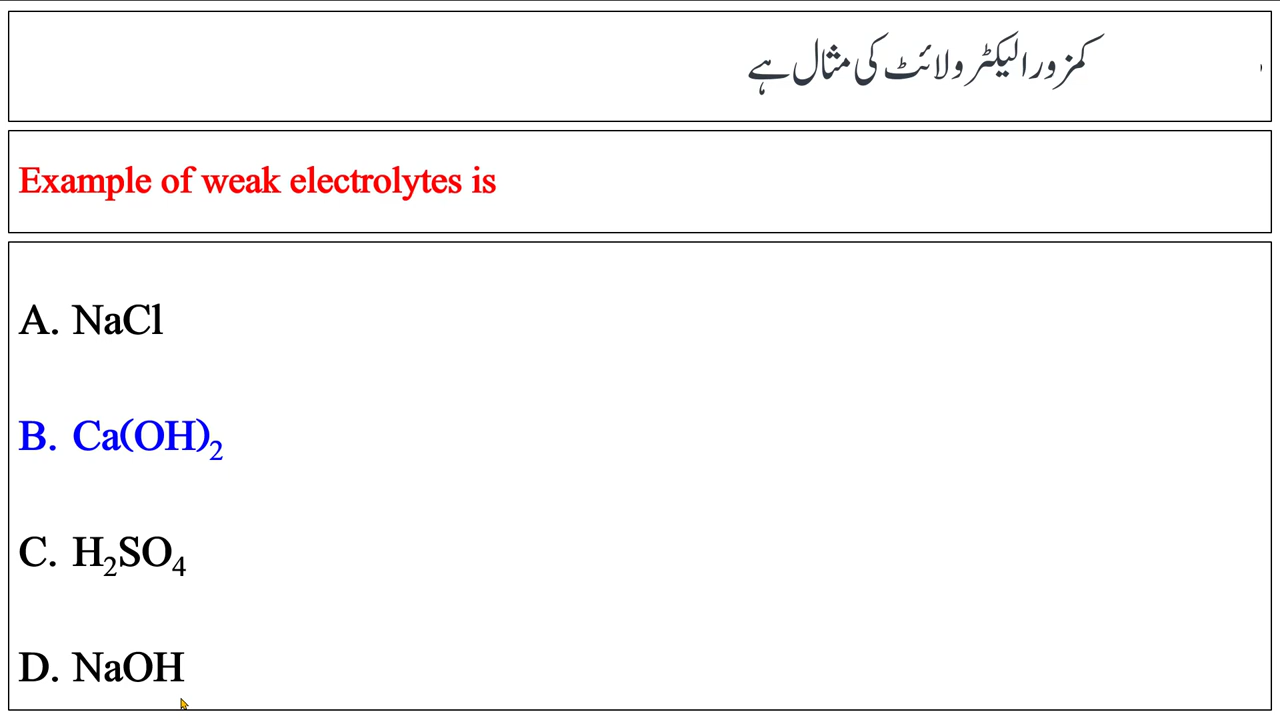 کمزور الیکٹرولائٹ کی مثال ہے
Example of weak electrolytes is
A. NaCl
B. Ca(OH)₂
C. H₂SO₄
D. NaOH